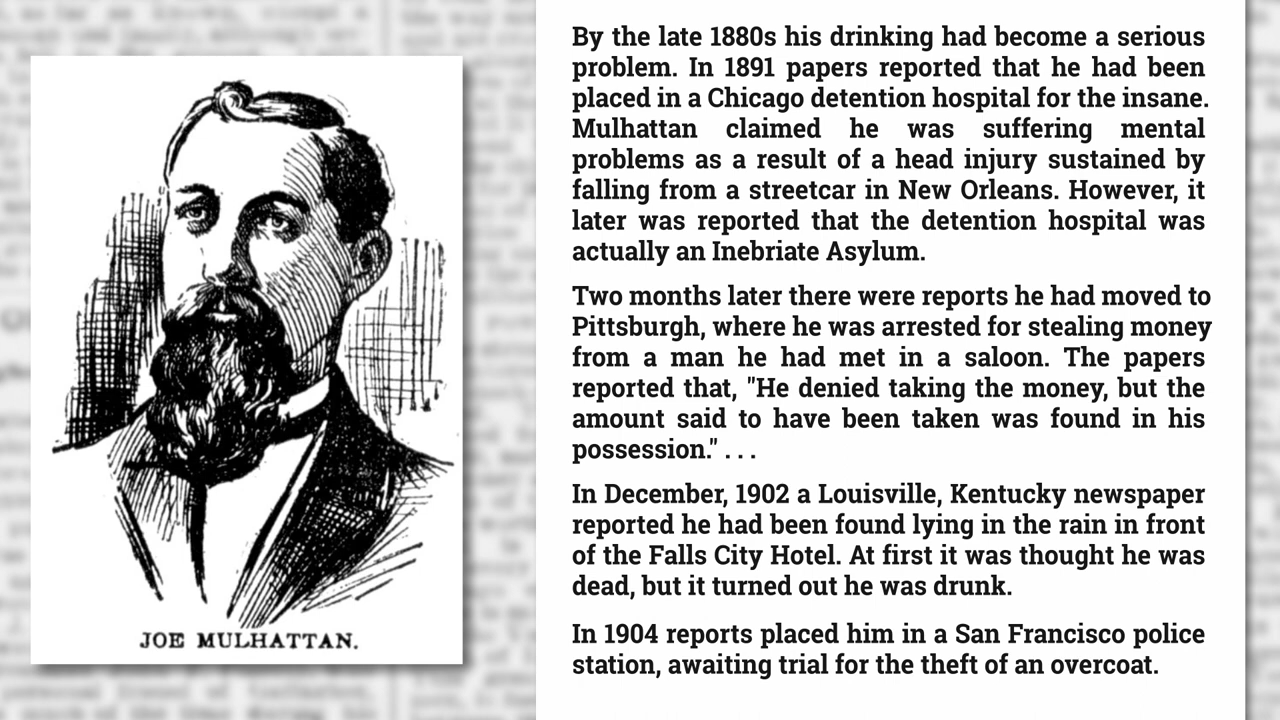 By the late 1880s his drinking had become a serious
problem. In 1891 papers reported that he had been
placed in a Chicago detention hospital for the insane.
Mulhattan claimed he was suffering mental
problems as a result of a head injury sustained by
falling from a streetcar in New Orleans. However, it
later was reported that the detention hospital was
actually an Inebriate Asylum.
Two months later there were reports he had moved to
Pittsburgh, where he was arrested for stealing money
from a man he had met in a saloon. The papers
reported that, "He denied taking the money, but the
amount said to have been taken was found in his
possession." . . .
In December, 1902 a Louisville, Kentucky newspaper
reported he had been found lying in the rain in front
of the Falls City Hotel. At first it was thought he was
dead, but it turned out he was drunk.
In 1904 reports placed him in a San Francisco police
station, awaiting trial for the theft of an overcoat.
JOE MULHATTAN.